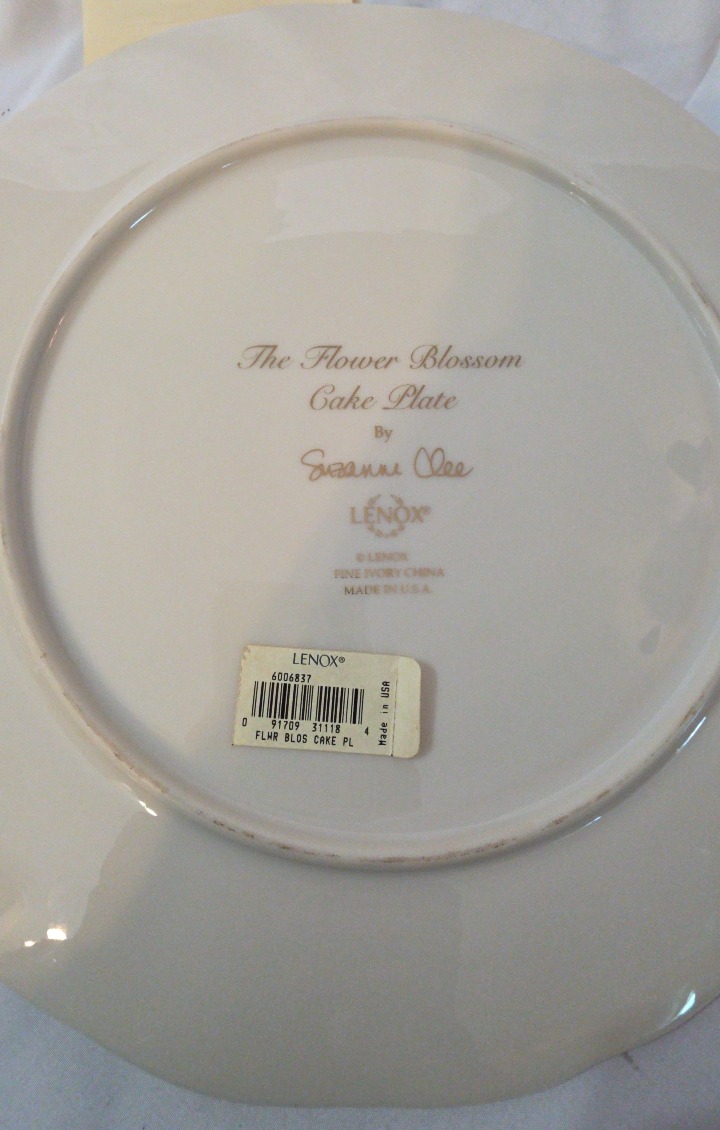 The Flower Blossom
Cake Plate
By
Suzanne Clee
LENOX®
© LENOX
FINE IVORY CHINA
MADE IN U.S.A.
LENOX®
6006837
0 91709 31118 4
FLWR BLOS CAKE PL
Made in USA